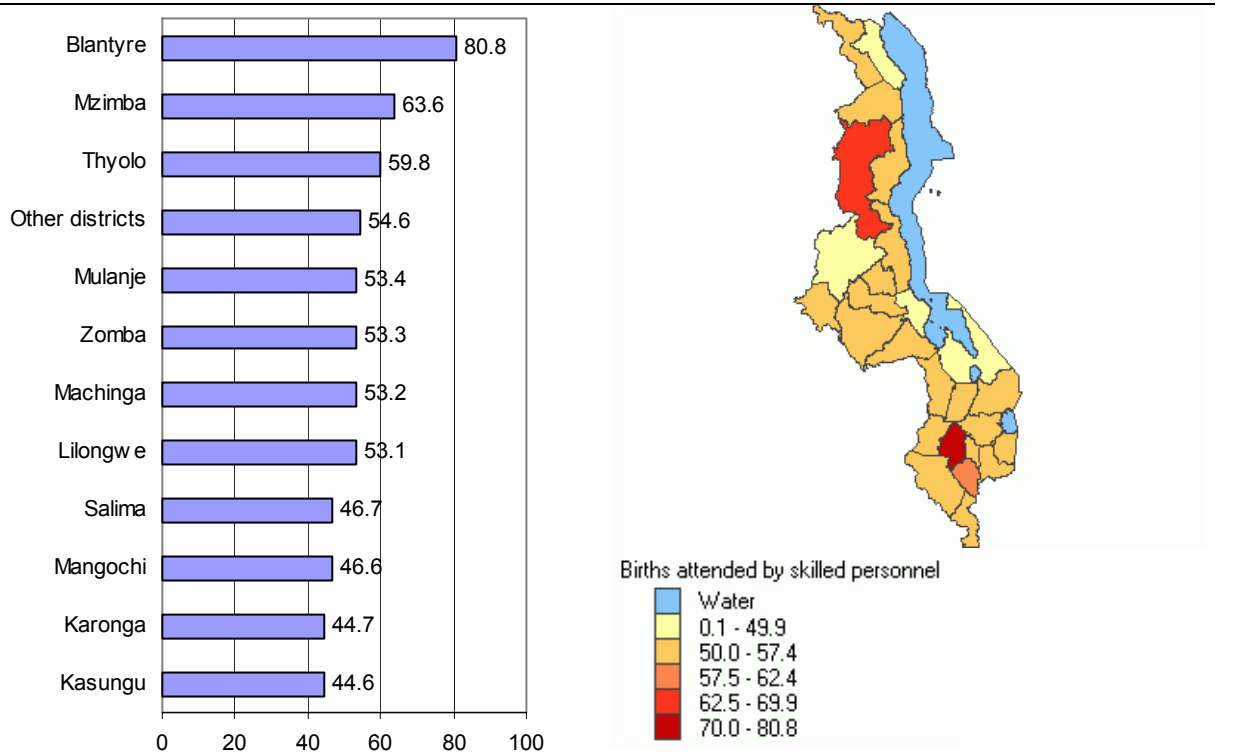 Blantyre 80.8
Mzimba 63.6
Thyolo 59.8
Other districts 54.6
Mulanje 53.4
Zomba 53.3
Machinga 53.2
Lilongwe 53.1
Salima 46.7
Mangochi 46.6
Karonga 44.7
Kasungu 44.6
0 20 40 60 80 100
Births attended by skilled personnel
Water
0.1 - 49.9
50.0 - 57.4
57.5 - 62.4
62.5 - 69.9
70.0 - 80.8